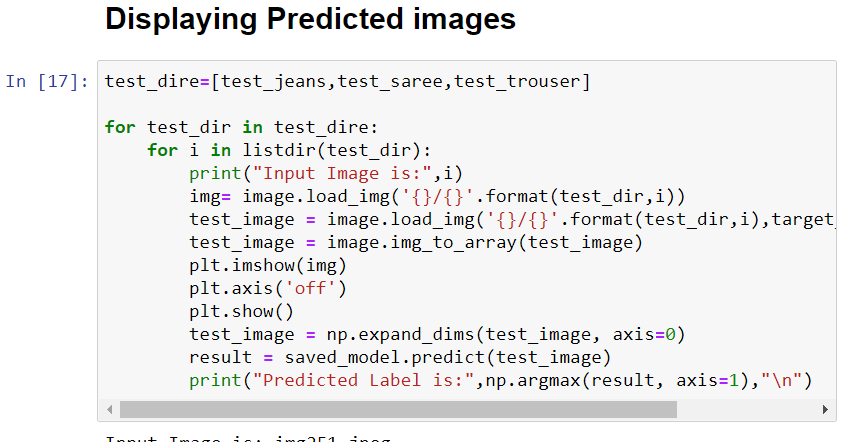 Displaying Predicted images
In [17]: test_dire=[test_jeans,test_saree,test_trouser]
for test_dir in test_dire:
    for i in listdir(test_dir):
        print("Input Image is:",i)
        img= image.load_img('{}/{}'.format(test_dir,i))
        test_image = image.load_img('{}/{}'.format(test_dir,i),target_
        test_image = image.img_to_array(test_image)
        plt.imshow(img)
        plt.axis('off')
        plt.show()
        test_image = np.expand_dims(test_image, axis=0)
        result = saved_model.predict(test_image)
        print("Predicted Label is:",np.argmax(result, axis=1),"\n")
Input Image is: img251.jpeg